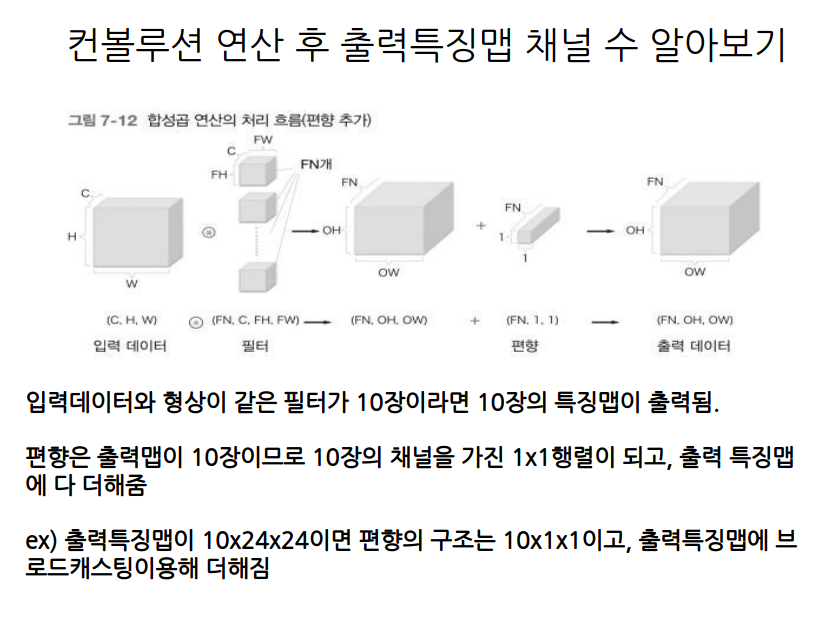 컨볼루션 연산 후 출력특징맵 채널 수 알아보기
그림 7-12 합성곱 연산의 처리 흐름(편향 추가)
C
H
W
C
FW
FH
FN개
FN
OH
OW
+
FN
1
1
FN
OH
OW
(C, H, W) ⊛ (FN, C, FH, FW) → (FN, OH, OW) + (FN, 1, 1) → (FN, OH, OW)
입력 데이터 필터 편향 출력 데이터
입력데이터와 형상이 같은 필터가 10장이라면 10장의 특징맵이 출력됨.
편향은 출력맵이 10장이므로 10장의 채널을 가진 1x1행렬이 되고, 출력 특징맵
에 다 더해줌
ex) 출력특징맵이 10x24x24이면 편향의 구조는 10x1x1이고, 출력특징맵에 브
로드캐스팅이용해 더해짐